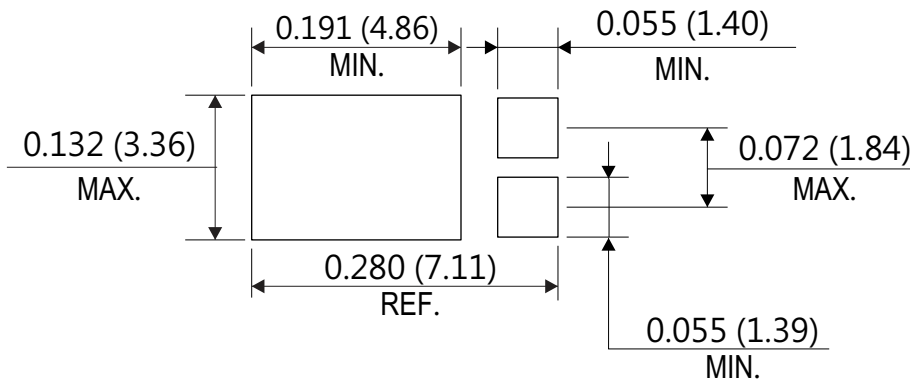 0.191 (4.86)
MIN.
0.055 (1.40)
MIN.
0.132 (3.36)
MAX.
0.072 (1.84)
MAX.
0.280 (7.11)
REF.
0.055 (1.39)
MIN.